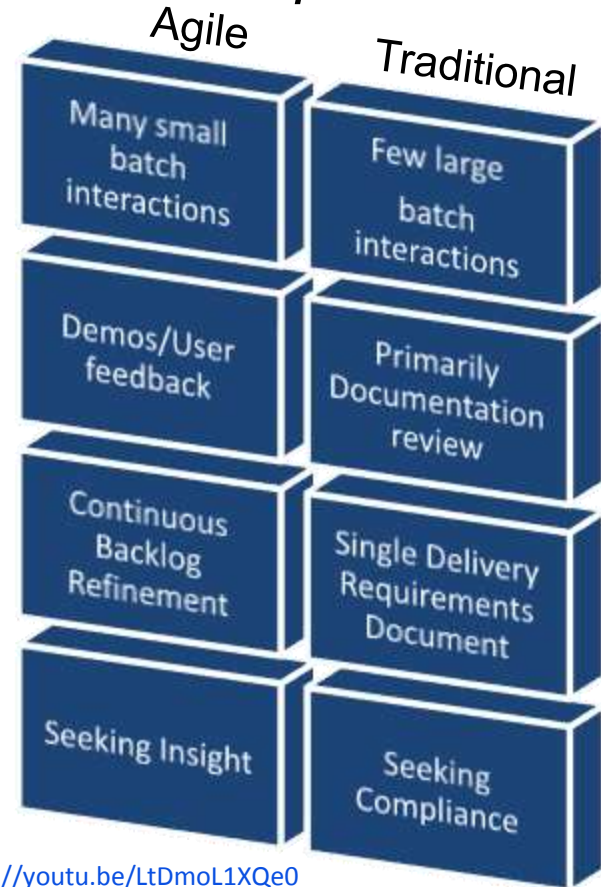 Agile
Traditional
Many small
batch
interactions
Few large
batch
interactions
Demos/User
feedback
Primarily
Documentation
review
Continuous
Backlog
Refinement
Single Delivery
Requirements
Document
Seeking Insight
Seeking
Compliance
//youtu.be/LtDmoL1XQe0